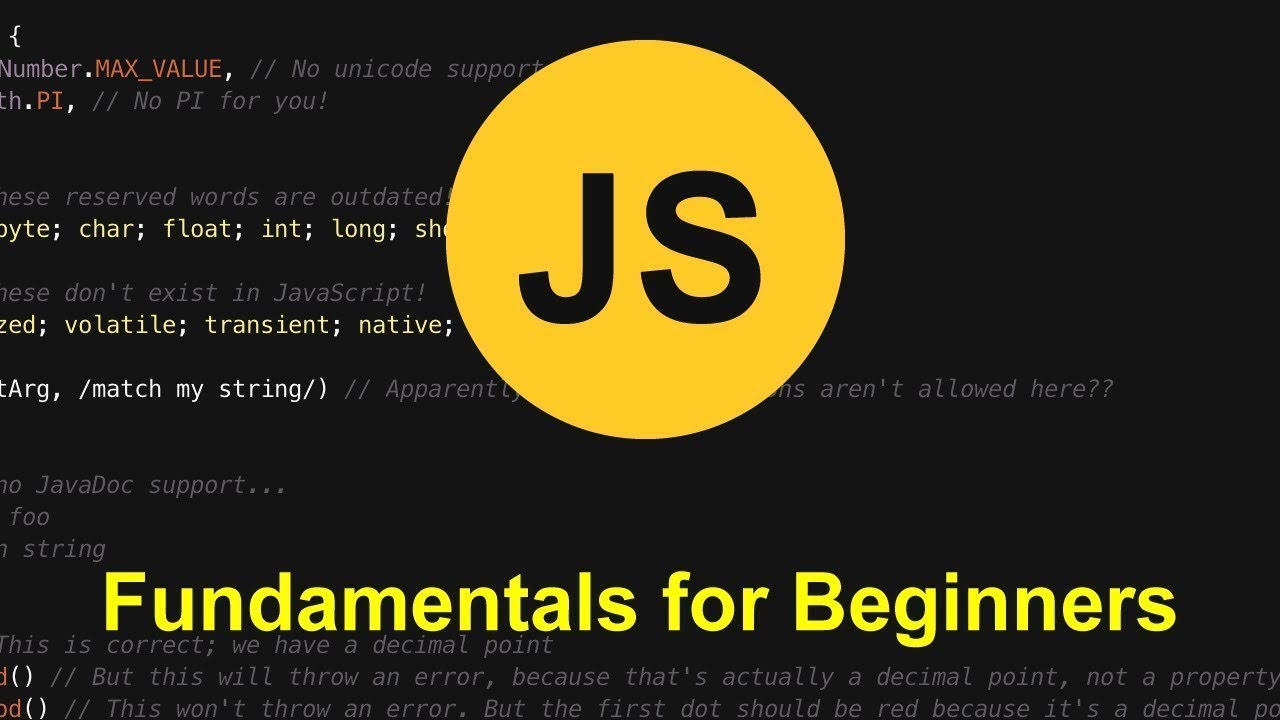 {
Number.MAX_VALUE, // No unicode support
th.PI, // No PI for you!
JS
hese reserved words are outdated!
byte; char; float; int; long; sho
hese don't exist in JavaScript!
zed; volatile; transient; native;
tArg, /match my string/) // Apparently ns aren't allowed here??
no JavaDoc support...
foo
n string
Fundamentals for Beginners
This is correct; we have a decimal point
d() // But this will throw an error, because that's actually a decimal point, not a property
od() // This won't throw an error. But the first dot should be red because it's a decimal po